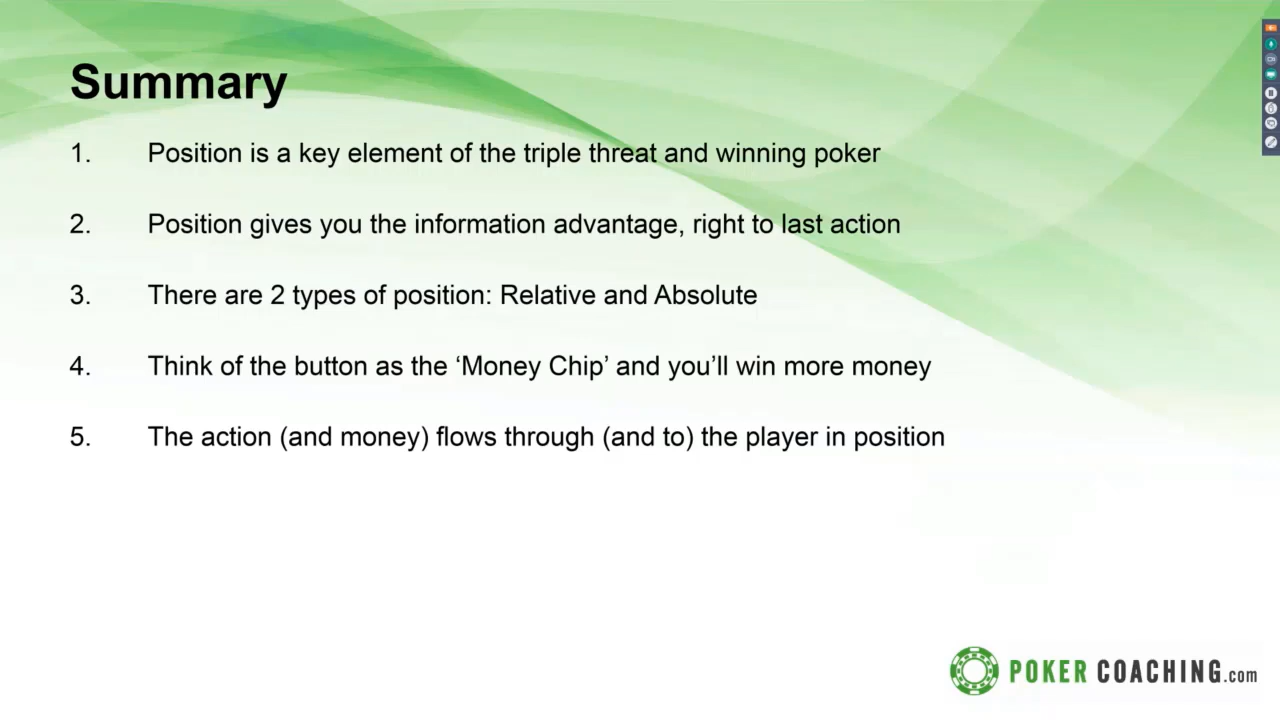 Summary
1. Position is a key element of the triple threat and winning poker
2. Position gives you the information advantage, right to last action
3. There are 2 types of position: Relative and Absolute
4. Think of the button as the ‘Money Chip’ and you’ll win more money
5. The action (and money) flows through (and to) the player in position
POKER COACHING.com